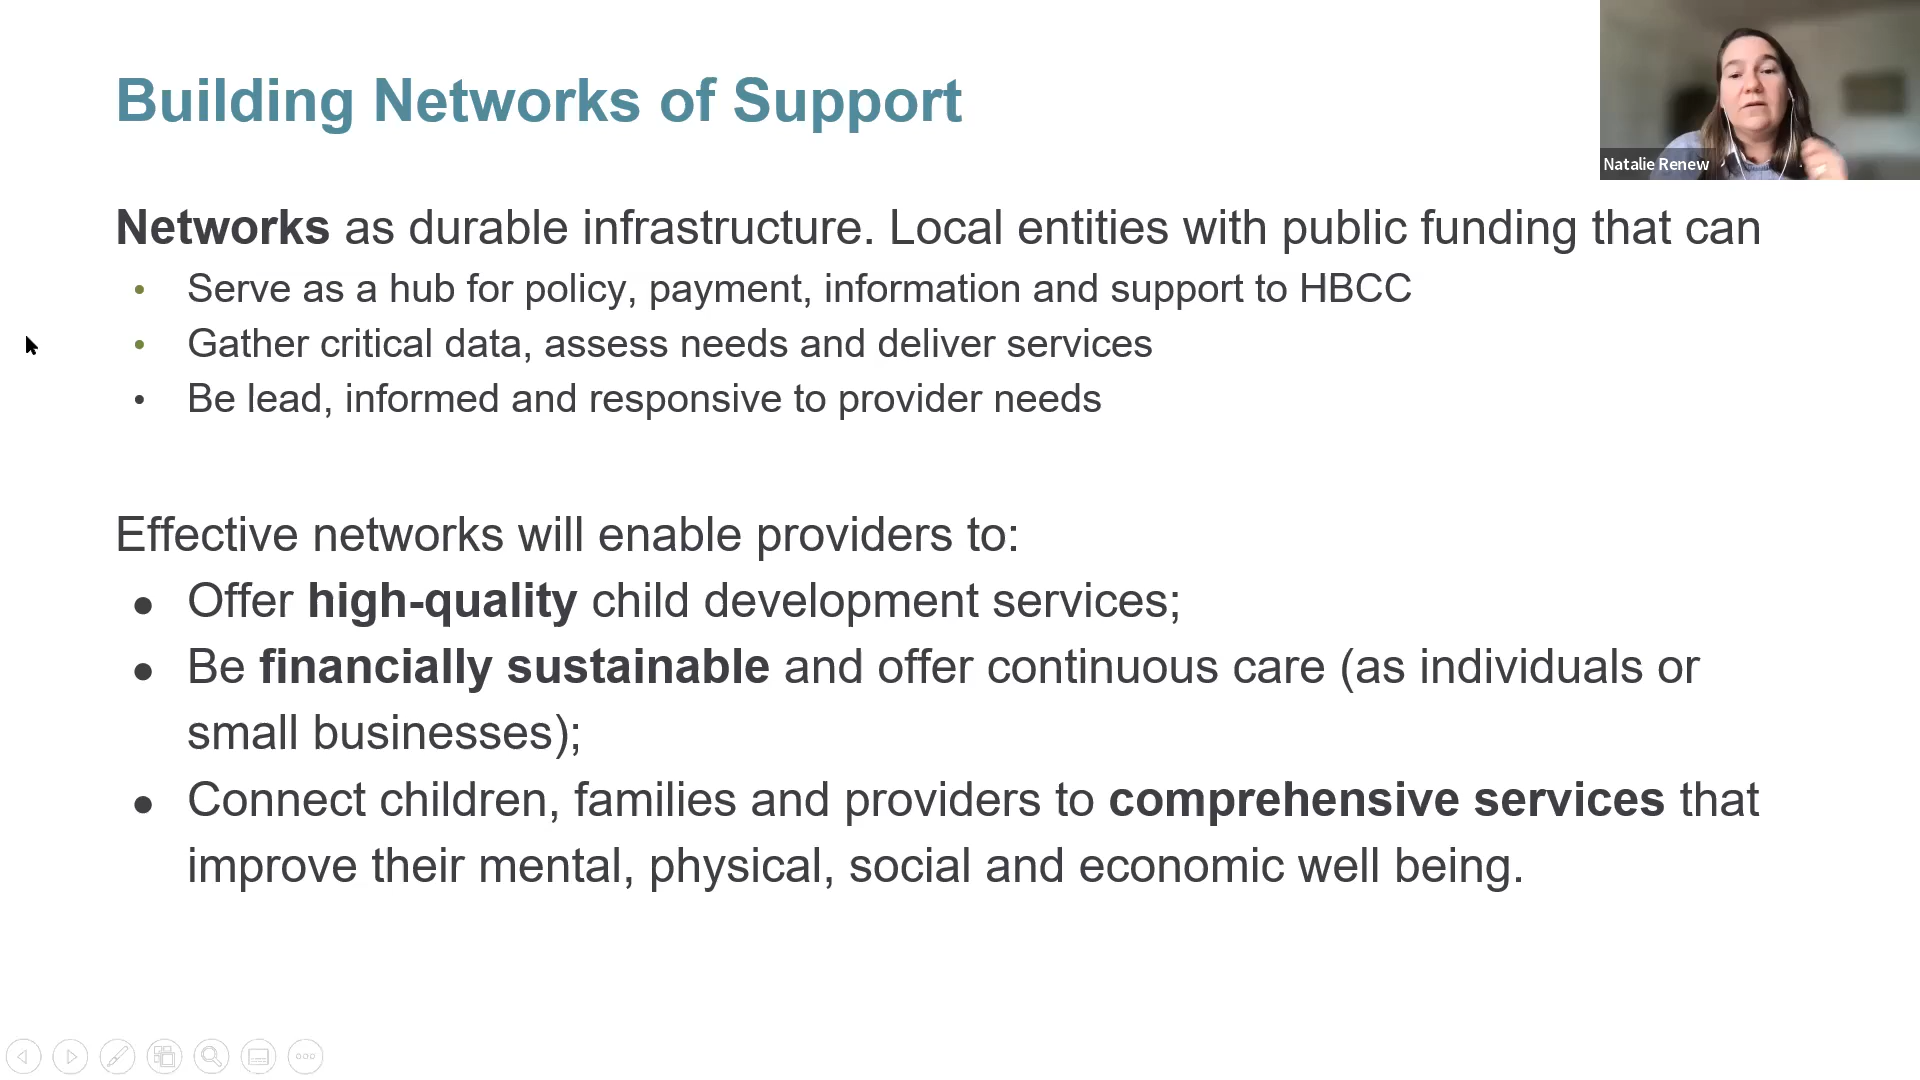 Building Networks of Support
Natalie Renew
Networks as durable infrastructure. Local entities with public funding that can
• Serve as a hub for policy, payment, information and support to HBCC
• Gather critical data, assess needs and deliver services
• Be lead, informed and responsive to provider needs
Effective networks will enable providers to:
● Offer high-quality child development services;
● Be financially sustainable and offer continuous care (as individuals or
small businesses);
● Connect children, families and providers to comprehensive services that
improve their mental, physical, social and economic well being.